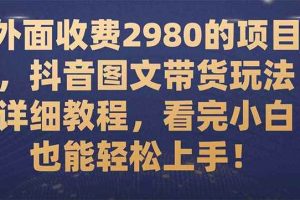 外面收费2980的项目
，抖音图文带货玩法
详细教程，看完小白
也能轻松上手！